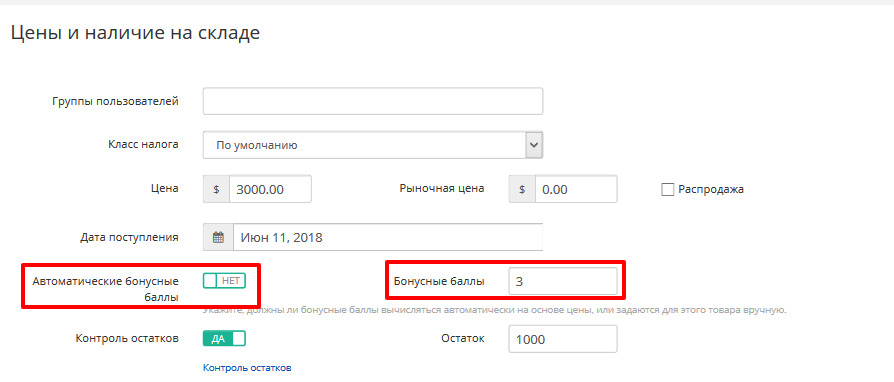 Цены и наличие на складе
Группы пользователей
Класс налога По умолчанию
Цена $ 3000.00 Рыночная цена $ 0.00 Распродажа
Дата поступления Июн 11, 2018
Автоматические бонусные НЕТ Бонусные баллы 3
баллы
Укажите, должны ли бонусные баллы вычисляться автоматически на основе цены, или задаются для этого товара вручную.
Контроль остатков ДА Остаток 1000
Контроль остатков